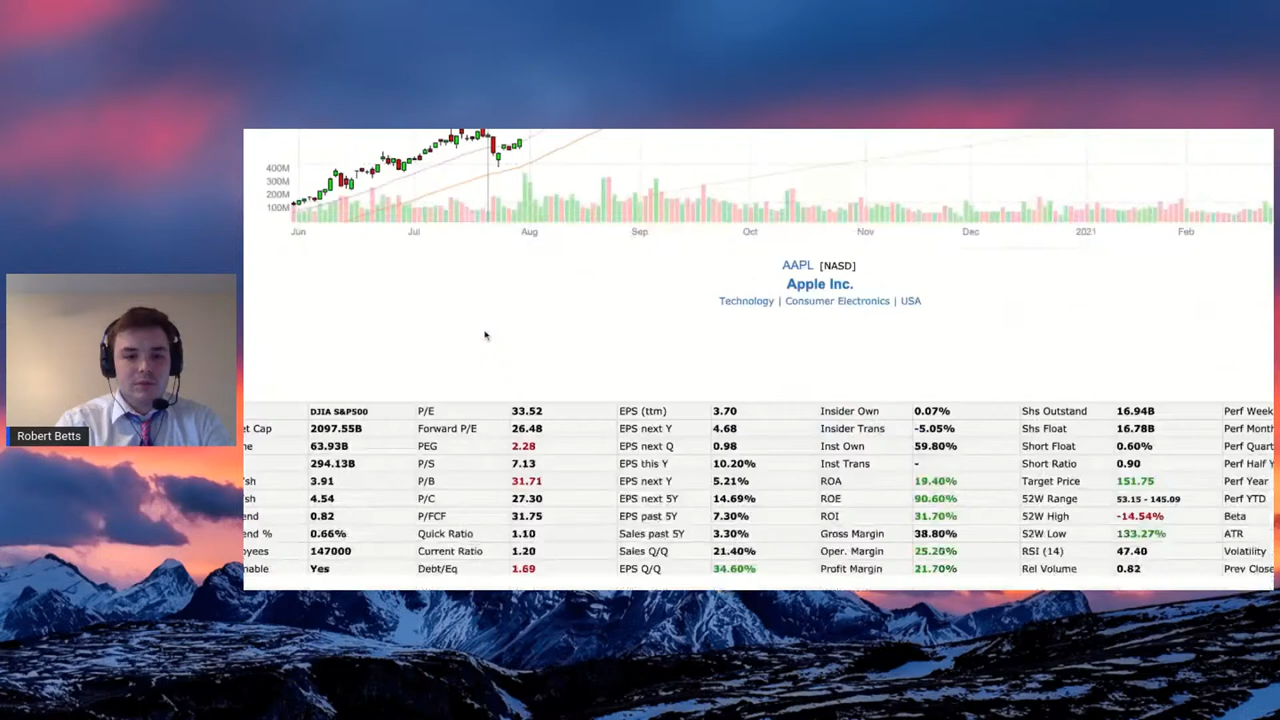 400M
300M
200M
100M
Jun Jul Aug Sep Oct Nov Dec 2021 Feb
AAPL [NASD]
Apple Inc.
Technology | Consumer Electronics | USA
Robert Betts
DJIA S&P500 P/E 33.52 EPS (ttm) 3.70 Insider Own 0.07% Shs Outstand 16.94B Perf Week
et Cap 2097.55B Forward P/E 26.48 EPS next Y 4.68 Insider Trans -5.05% Shs Float 16.78B Perf Month
ne 63.93B PEG 2.28 EPS next Q 0.98 Inst Own 59.80% Short Float 0.60% Perf Quart
294.13B P/S 7.13 EPS this Y 10.20% Inst Trans - Short Ratio 0.90 Perf Half Y
sh 3.91 P/B 31.71 EPS next Y 5.21% ROA 19.40% Target Price 151.75 Perf Year
sh 4.54 P/C 27.30 EPS next 5Y 14.69% ROE 90.60% 52W Range 53.15 - 145.09 Perf YTD
end 0.82 P/FCF 31.75 EPS past 5Y 7.30% ROI 31.70% 52W High -14.54% Beta
end % 0.66% Quick Ratio 1.10 Sales past 5Y 3.30% Gross Margin 38.80% 52W Low 133.27% ATR
oyees 147000 Current Ratio 1.20 Sales Q/Q 21.40% Oper. Margin 25.20% RSI (14) 47.40 Volatility
nable Yes Debt/Eq 1.69 EPS Q/Q 34.60% Profit Margin 21.70% Rel Volume 0.82 Prev Close